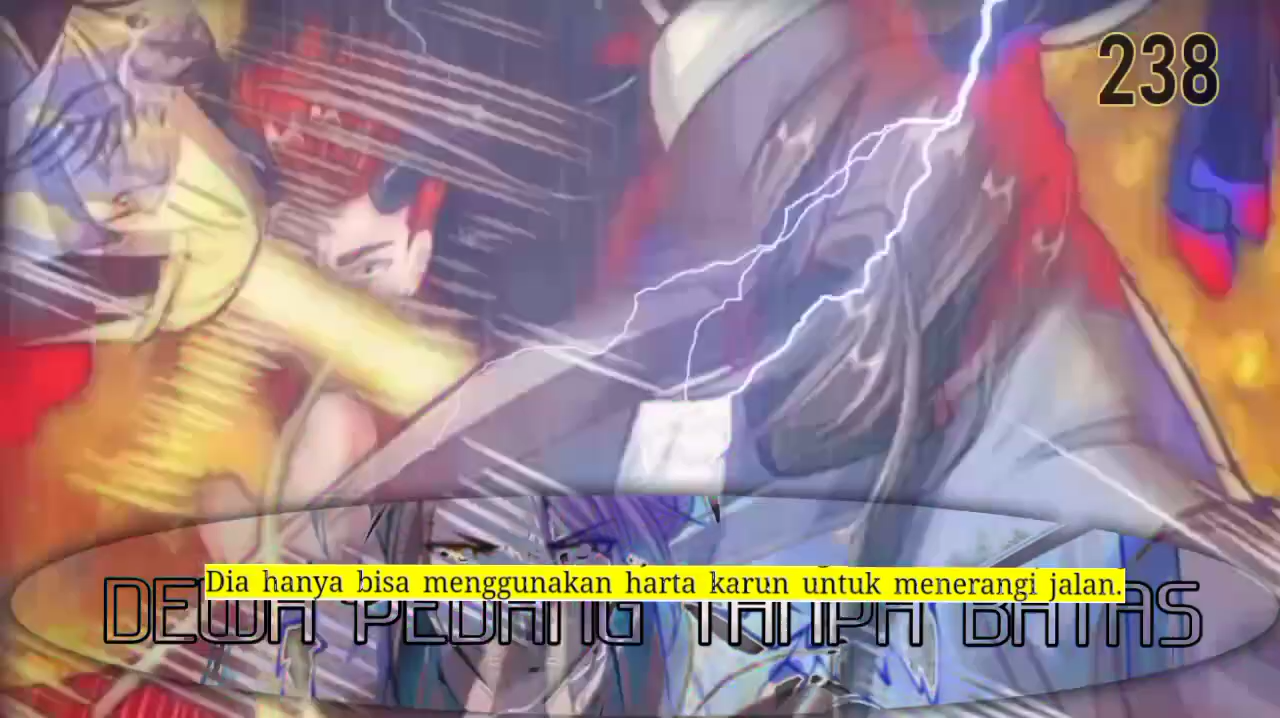 238
Dia hanya bisa menggunakan harta karun untuk menerangi jalan.
DEWA PEDANG TANPA BATAS